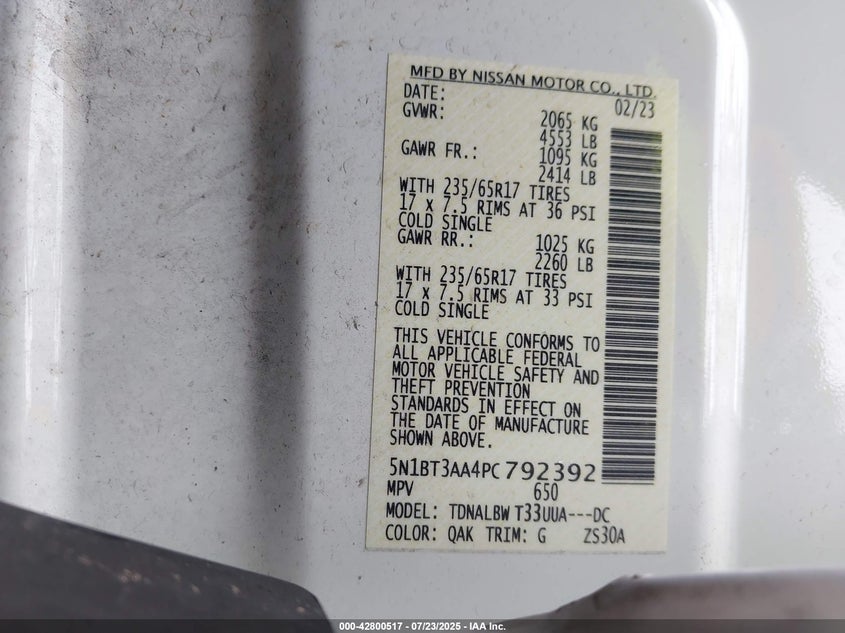 MFD BY NISSAN MOTOR CO., LTD.
DATE: 02/23
GVWR: 2065 KG
4553 LB
GAWR FR.: 1095 KG
2414 LB
WITH 235/65R17 TIRES
17 x 7.5 RIMS AT 36 PSI
COLD SINGLE
GAWR RR.: 1025 KG
2260 LB
WITH 235/65R17 TIRES
17 x 7.5 RIMS AT 33 PSI
COLD SINGLE
THIS VEHICLE CONFORMS TO
ALL APPLICABLE FEDERAL
MOTOR VEHICLE SAFETY AND
THEFT PREVENTION
STANDARDS IN EFFECT ON
THE DATE OF MANUFACTURE
SHOWN ABOVE.
5N1BT3AA4PC792392
MPV 650
MODEL: TDNALBW T33UUA---DC
COLOR: QAK TRIM: G ZS30A
000-42800517 - 07/23/2025 - IAA Inc.